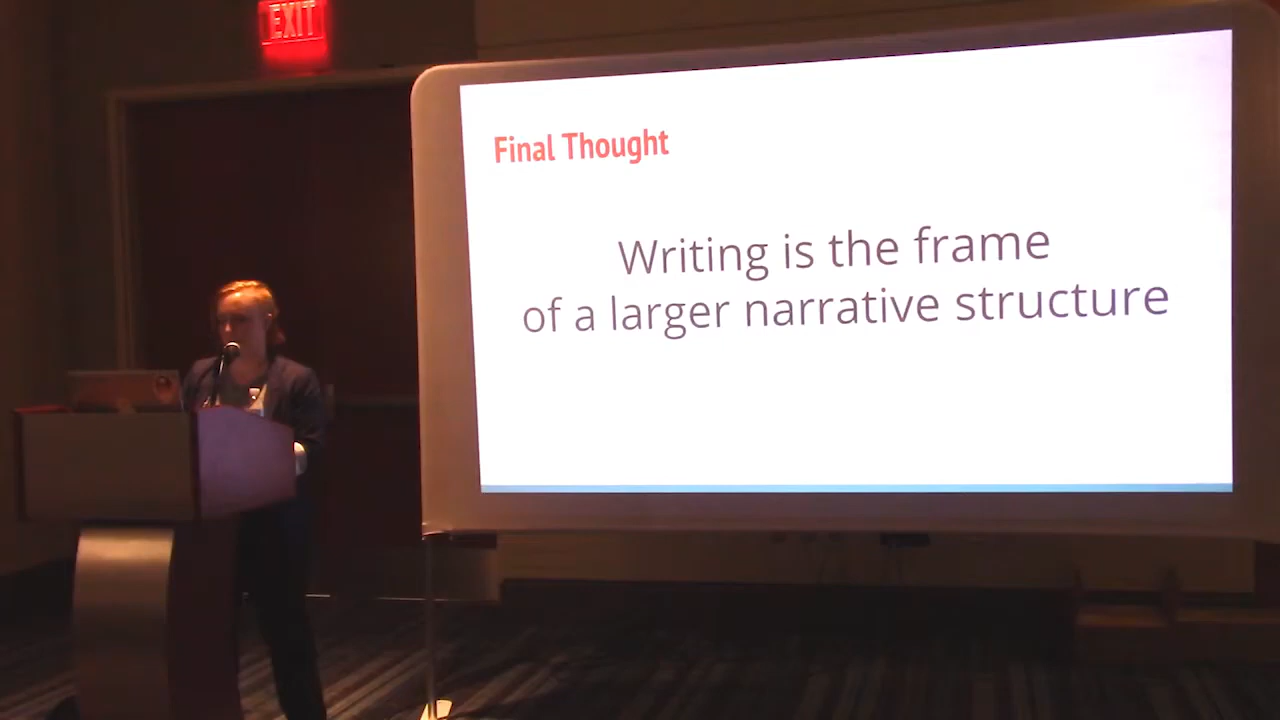 EXIT
Final Thought
Writing is the frame
of a larger narrative structure